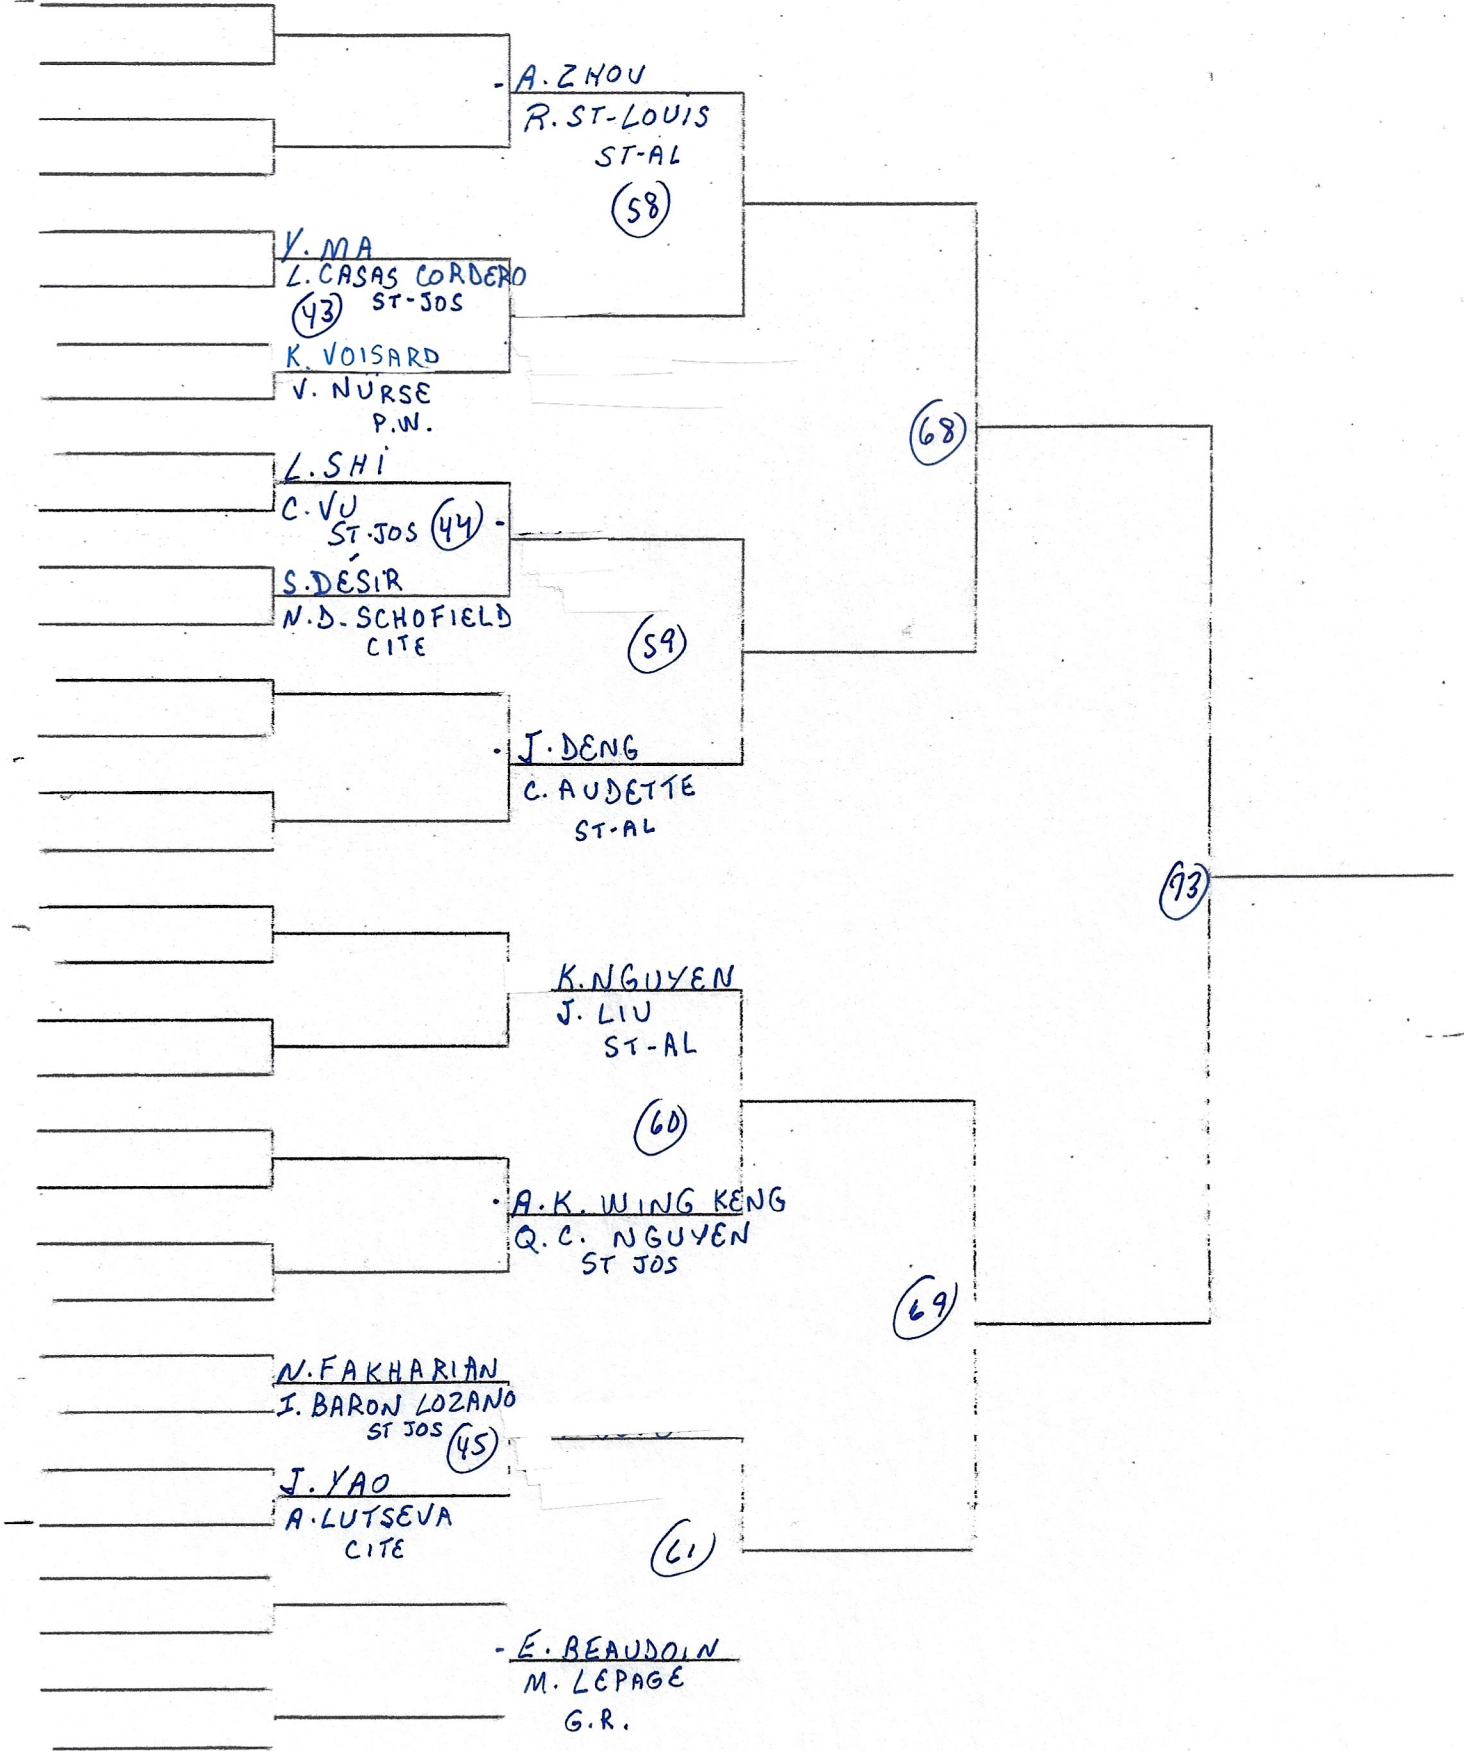 A. ZHOU
R. ST-LOUIS
ST-AL
58
Y. MA
L. CASAS CORDERO
ST-JOS
43
K. VOISARD
V. NURSE
P.W.
68
L. SHI
C. VU
ST-JOS 44
S. DÉSIR
N.D. SCHOFIELD
CITE
59
J. DENG
C. AUDETTE
ST-AL
73
K. NGUYEN
J. LIU
ST-AL
60
A.K. WING KENG
Q.C. NGUYEN
ST JOS
69
N. FAKHARIAN
I. BARON LOZANO
ST JOS
45
J. YAO
A. LUTSEVA
CITE
61
E. BEAUDOIN
M. LEPAGE
G.R.